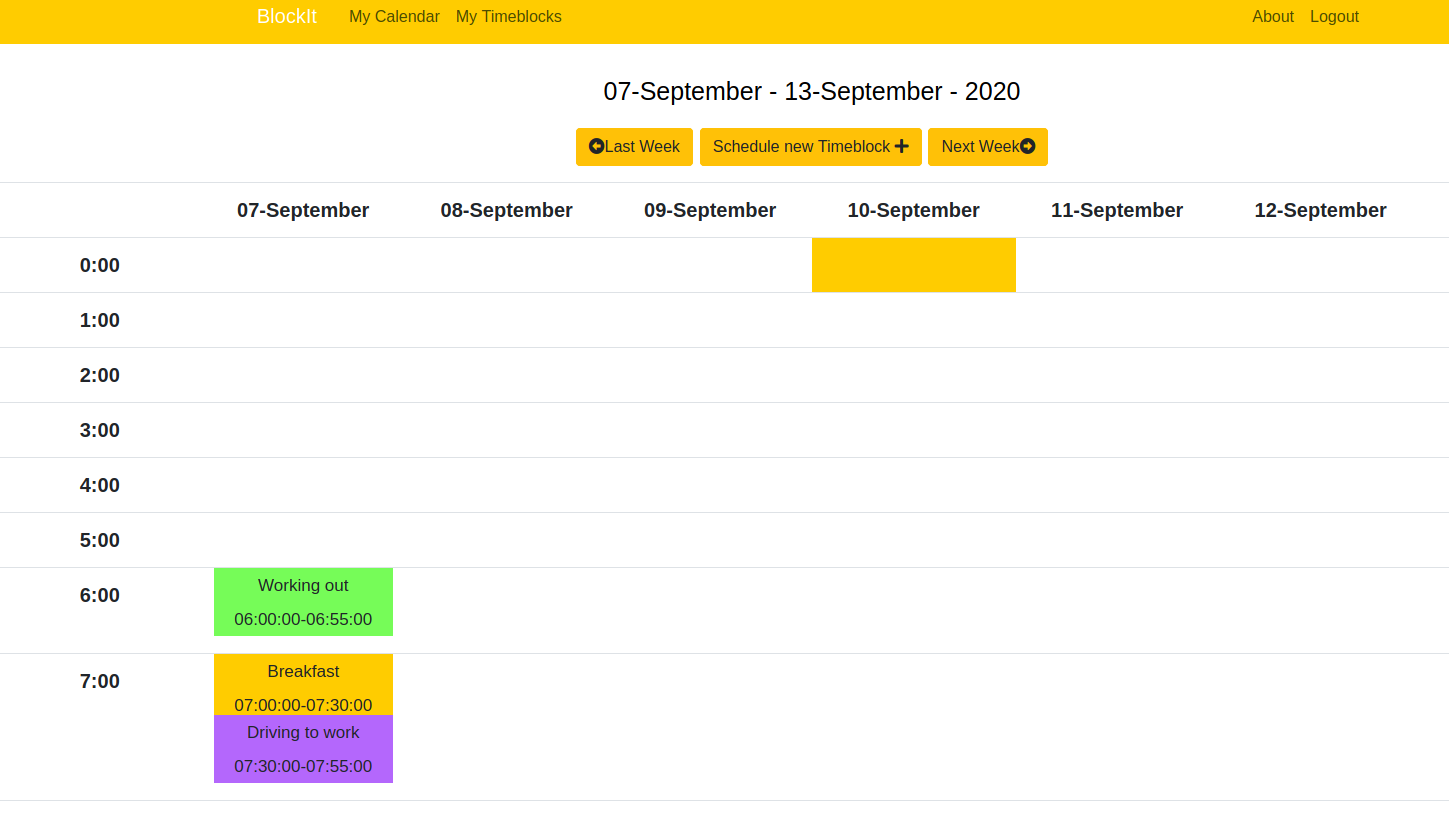 BlockIt My Calendar My Timeblocks About Logout
07-September - 13-September - 2020
Last Week Schedule new Timeblock Next Week
07-September 08-September 09-September 10-September 11-September 12-September
0:00
1:00
2:00
3:00
4:00
5:00
6:00 Working out
06:00:00-06:55:00
7:00 Breakfast
07:00:00-07:30:00
Driving to work
07:30:00-07:55:00